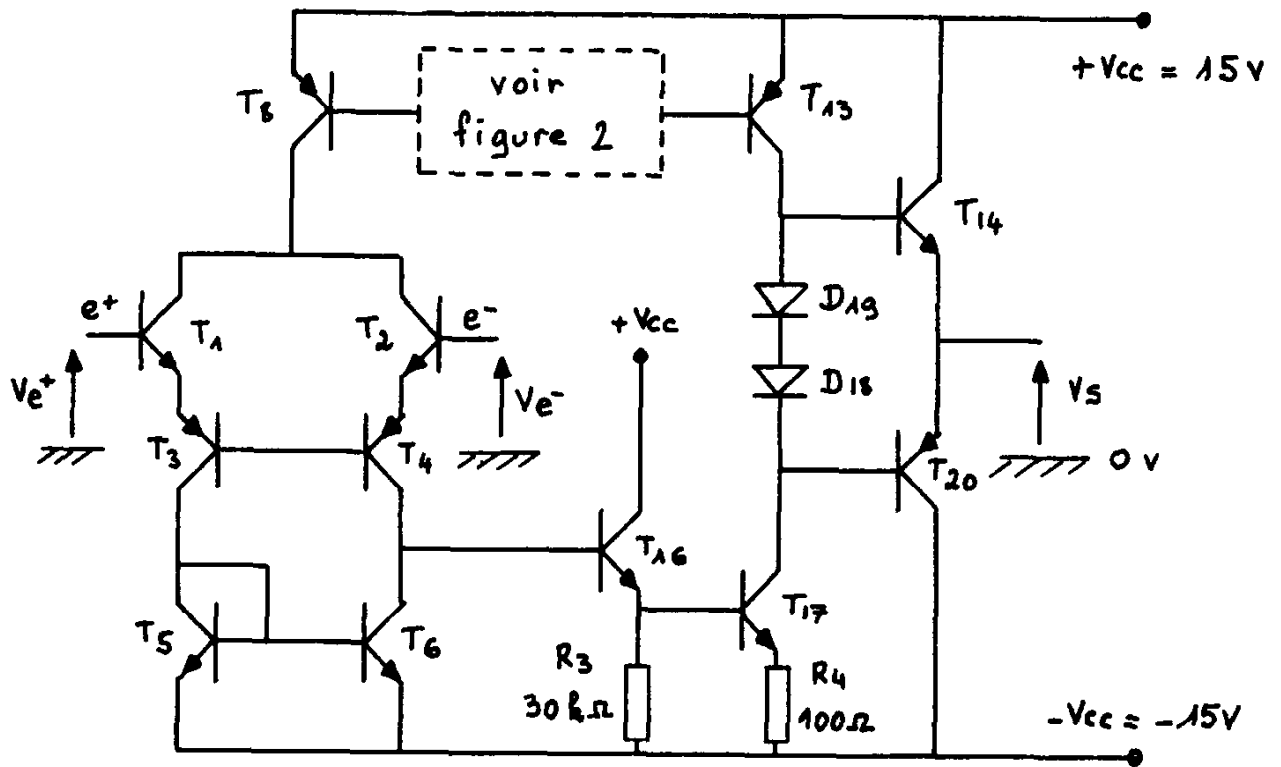 +Vcc = 15V
T8
voir
figure 2
T13
T14
e+
T1
T2
e-
+Vcc
D19
D18
Ve+
Ve-
Vs
T3
T4
T20
0 V
T16
T17
T5
T6
R3
30 kΩ
R4
100Ω
-Vcc = -15V